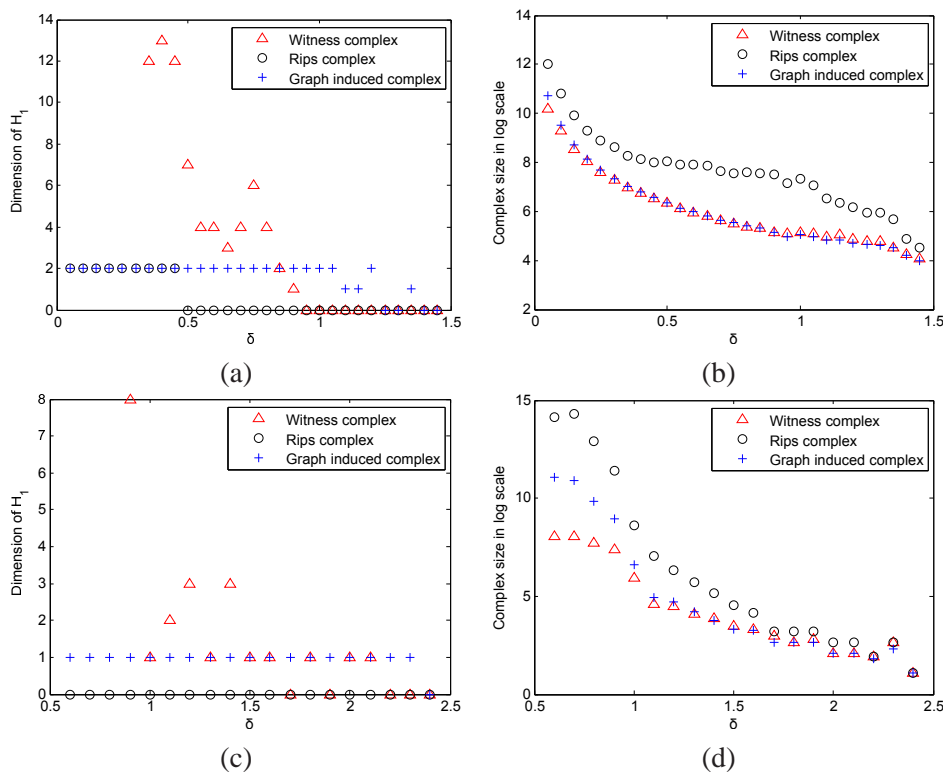 14
12
10
8
6
4
2
0
Dimension of H1
Witness complex
Rips complex
Graph induced complex
0
0.5
1
1.5
δ
(a)
14
12
10
8
6
4
2
Complex size in log scale
Witness complex
Rips complex
Graph induced complex
0
0.5
1
1.5
δ
(b)
8
7
6
5
4
3
2
1
0
Dimension of H1
Witness complex
Rips complex
Graph induced complex
0.5
1
1.5
2
2.5
δ
(c)
15
10
5
0
Complex size in log scale
Witness complex
Rips complex
Graph induced complex
0.5
1
1.5
2
2.5
δ
(d)